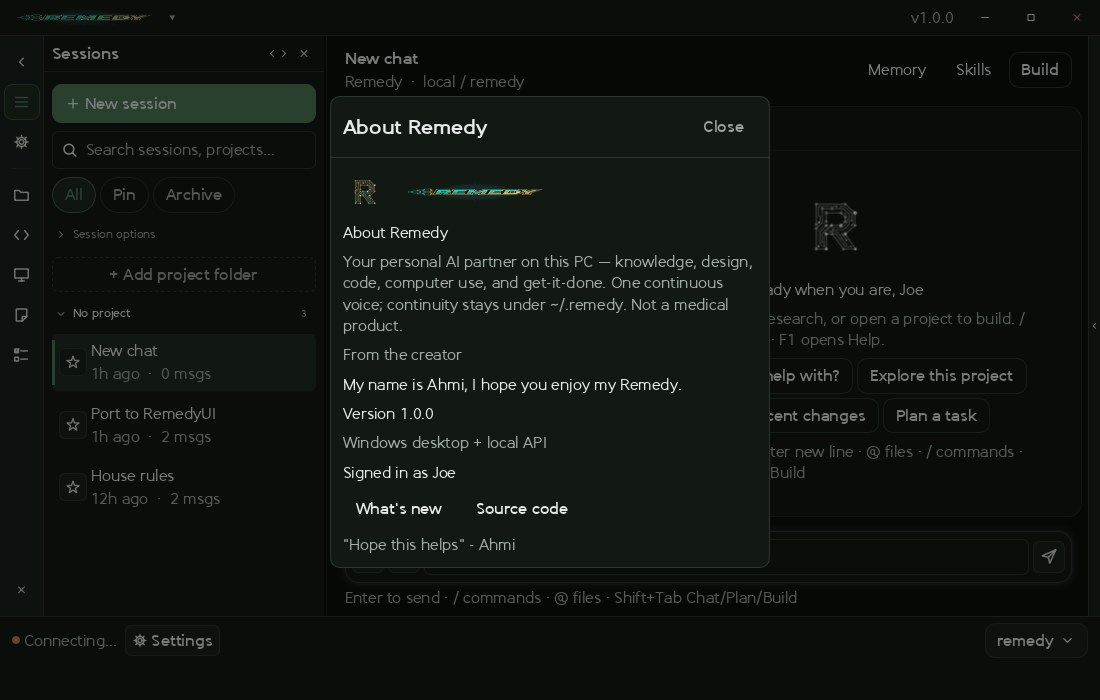 REMEDY
v1.0.0
Sessions
New session
Search sessions, projects...
All
Pin
Archive
Session options
+ Add project folder
No project
3
New chat
1h ago · 0 msgs
Port to RemedyUI
1h ago · 2 msgs
House rules
12h ago · 2 msgs
New chat
Remedy · local / remedy
Memory
Skills
Build
About Remedy
Close
R
REMEDY
About Remedy
Your personal AI partner on this PC — knowledge, design,
code, computer use, and get-it-done. One continuous
voice; continuity stays under ~/.remedy. Not a medical
product.
From the creator
My name is Ahmi, I hope you enjoy my Remedy.
Version 1.0.0
Windows desktop + local API
Signed in as Joe
What's new
Source code
"Hope this helps" - Ahmi
R
when you are, Joe
or open a project to build. /
· F1 opens Help.
with?
Explore this project
changes
Plan a task
new line · @ files · / commands ·
Build
Enter to send · / commands · @ files · Shift+Tab Chat/Plan/Build
Connecting...
Settings
remedy